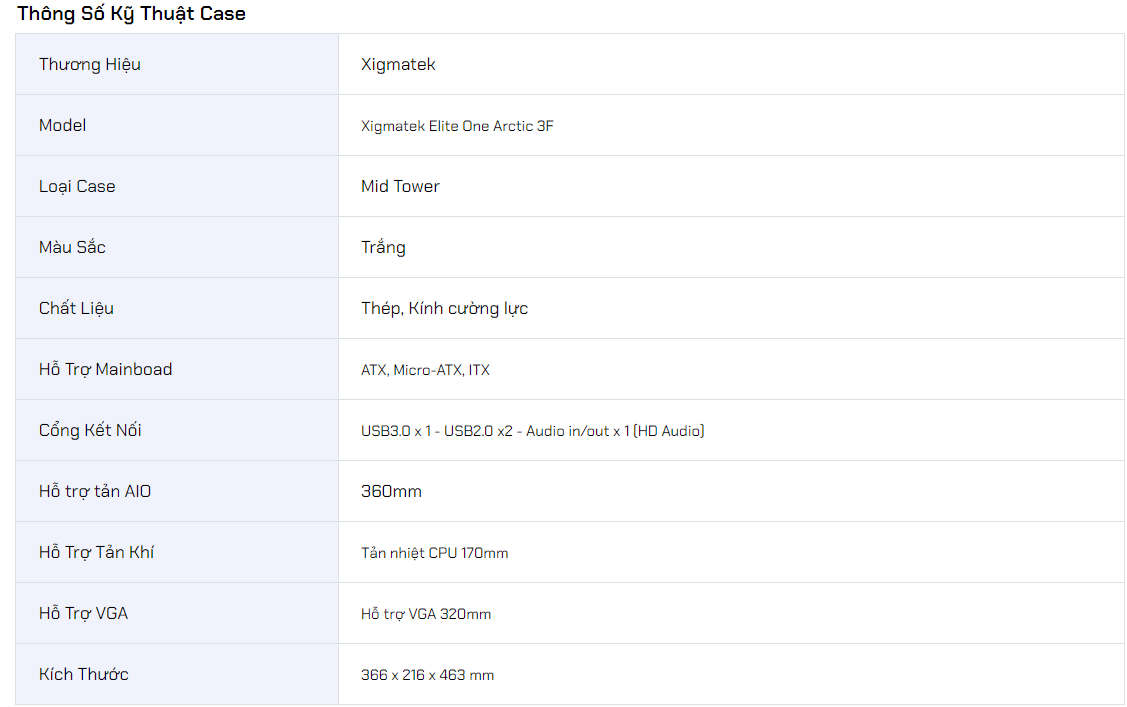 Thông Số Kỹ Thuật Case
Thương Hiệu Xigmatek
Model Xigmatek Elite One Arctic 3F
Loại Case Mid Tower
Màu Sắc Trắng
Chất Liệu Thép, Kính cường lực
Hỗ Trợ Mainboad ATX, Micro-ATX, ITX
Cổng Kết Nối USB3.0 x 1 - USB2.0 x2 - Audio in/out x 1 (HD Audio)
Hỗ trợ tản AIO 360mm
Hỗ Trợ Tản Khí Tản nhiệt CPU 170mm
Hỗ Trợ VGA Hỗ trợ VGA 320mm
Kích Thước 366 x 216 x 463 mm